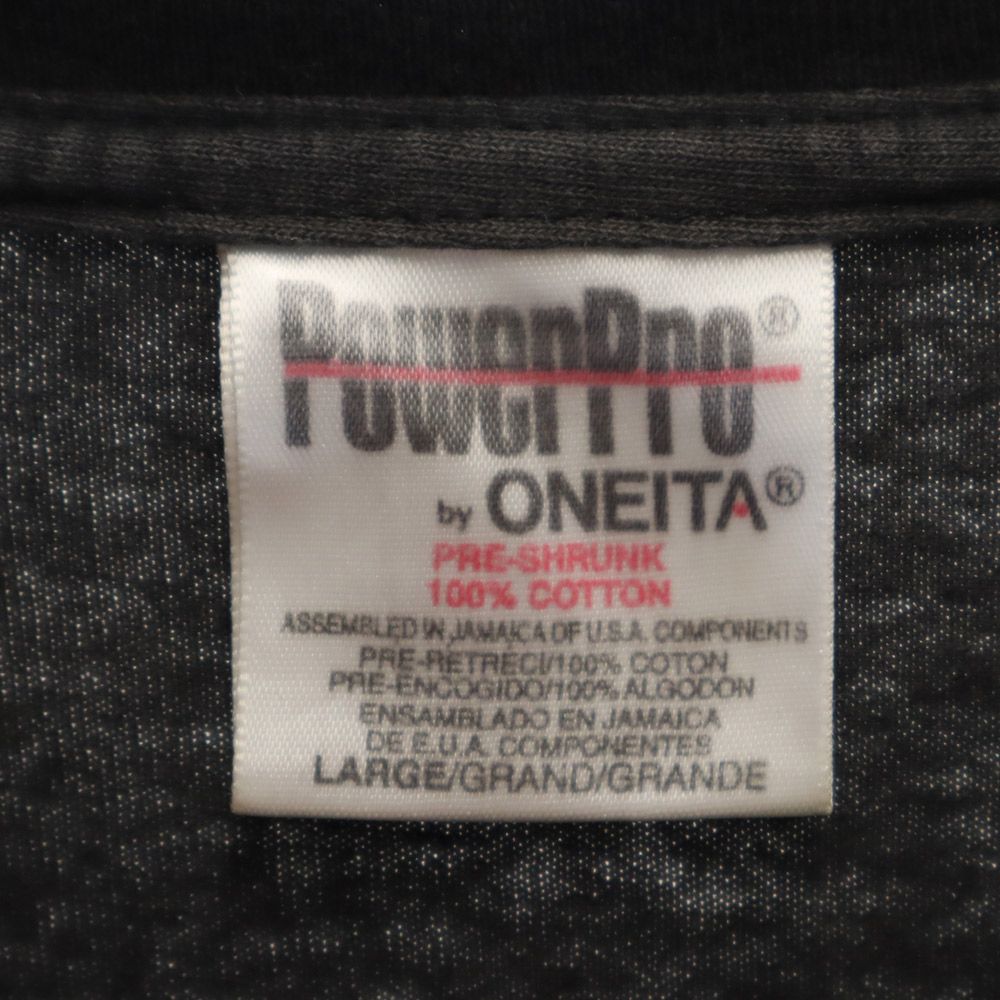 PowerPro®
by ONEITA®
PRE-SHRUNK
100% COTTON
ASSEMBLED IN JAMAICA OF U.S.A. COMPONENTS
PRE-RETRECI/100% COTON
PRE-ENCOGIDO/100% ALGODON
ENSAMBLADO EN JAMAICA
DE E.U.A. COMPONENTES
LARGE/GRAND/GRANDE